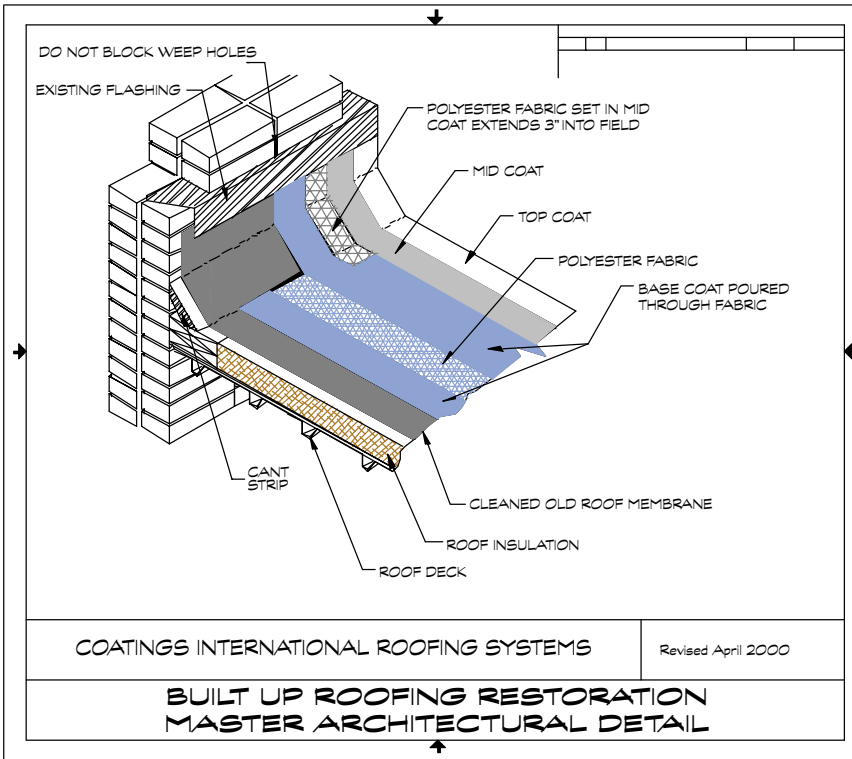 DO NOT BLOCK WEEP HOLES
EXISTING FLASHING
POLYESTER FABRIC SET IN MID
COAT EXTENDS 3" INTO FIELD
MID COAT
TOP COAT
POLYESTER FABRIC
BASE COAT POURED
THROUGH FABRIC
CANT
STRIP
CLEANED OLD ROOF MEMBRANE
ROOF INSULATION
ROOF DECK
COATINGS INTERNATIONAL ROOFING SYSTEMS
Revised April 2000
BUILT UP ROOFING RESTORATION
MASTER ARCHITECTURAL DETAIL